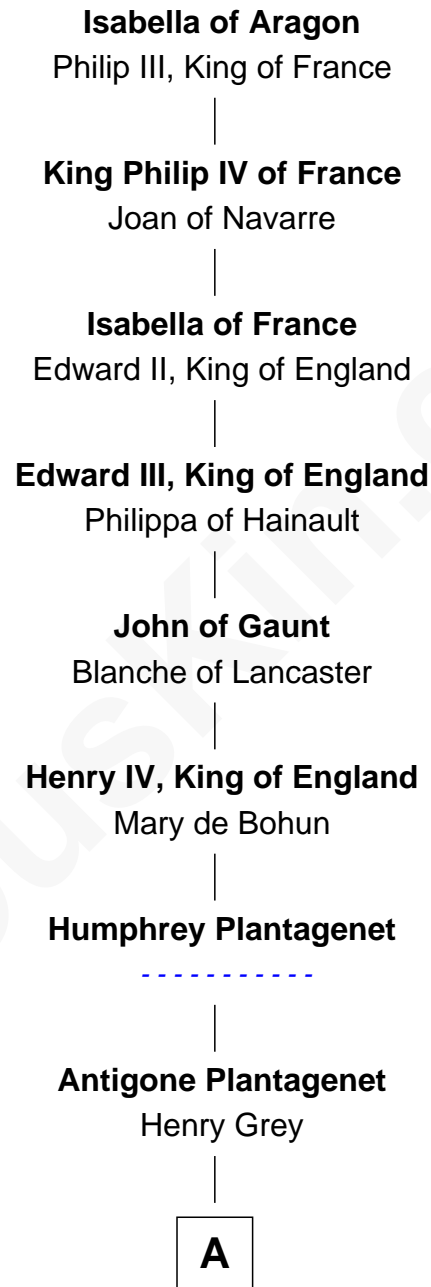 Isabella of Aragon
Philip III, King of France
King Philip IV of France
Joan of Navarre
Isabella of France
Edward II, King of England
Edward III, King of England
Philippa of Hainault
John of Gaunt
Blanche of Lancaster
Henry IV, King of England
Mary de Bohun
Humphrey Plantagenet
- - - - - - - - - - -
Antigone Plantagenet
Henry Grey
A